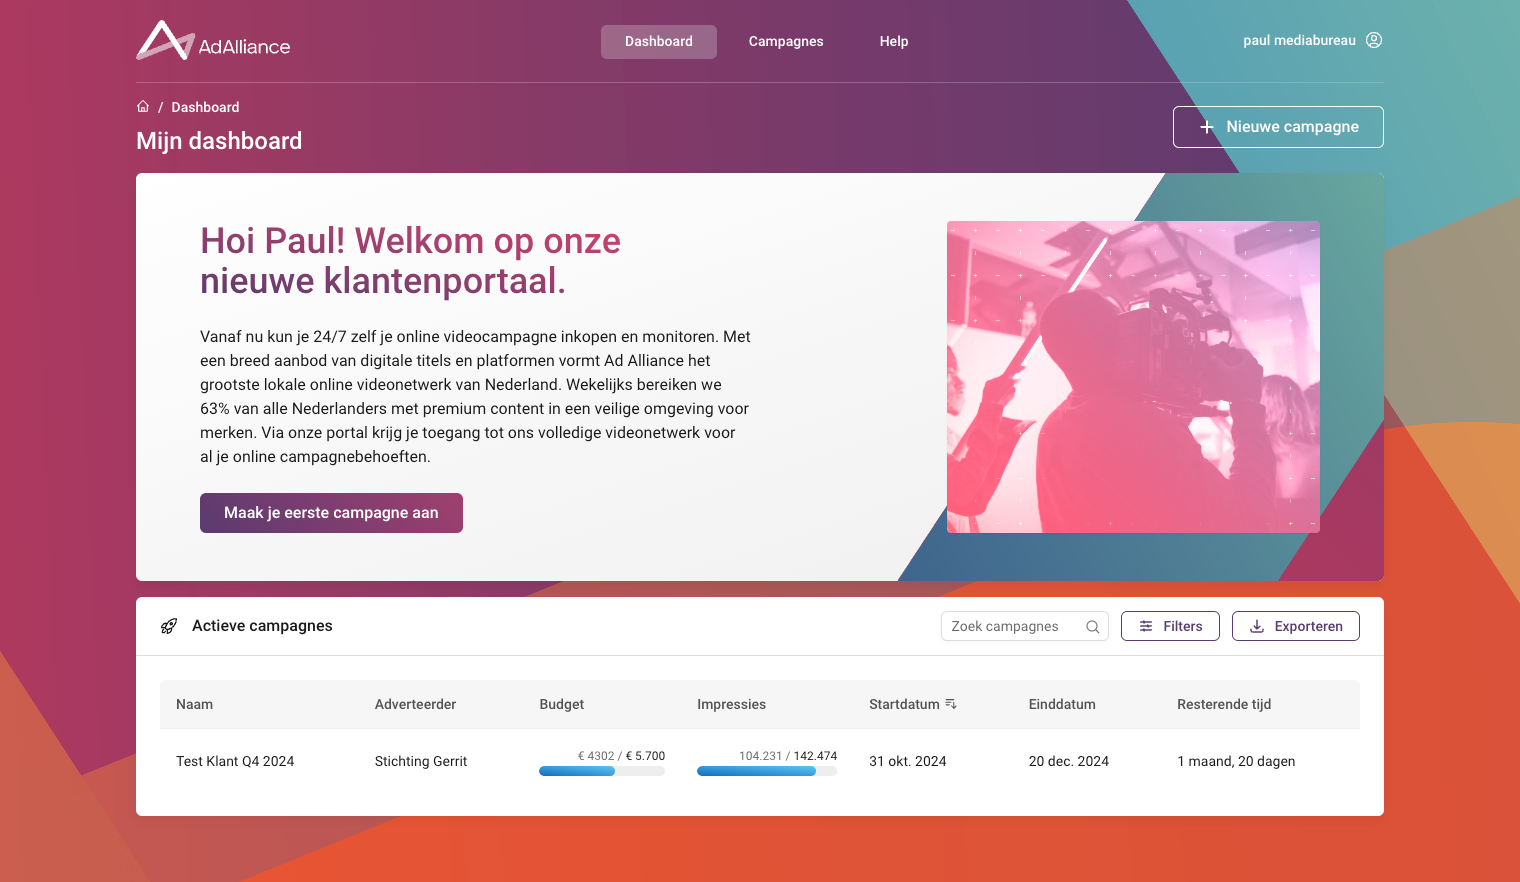 AdAlliance
Dashboard
Campagnes
Help
paul mediabureau
/ Dashboard
Mijn dashboard
+ Nieuwe campagne
Hoi Paul! Welkom op onze
nieuwe klantenportaal.
Vanaf nu kun je 24/7 zelf je online videocampagne inkopen en monitoren. Met
een breed aanbod van digitale titels en platformen vormt Ad Alliance het
grootste lokale online videonetwerk van Nederland. Wekelijks bereiken we
63% van alle Nederlanders met premium content in een veilige omgeving voor
merken. Via onze portal krijg je toegang tot ons volledige videonetwerk voor
al je online campagnebehoeften.
Maak je eerste campagne aan
Actieve campagnes
Zoek campagnes
Filters
Exporteren
Naam Adverteerder Budget Impressies Startdatum Einddatum Resterende tijd
Test Klant Q4 2024 Stichting Gerrit € 4302 / € 5.700 104.231 / 142.474 31 okt. 2024 20 dec. 2024 1 maand, 20 dagen